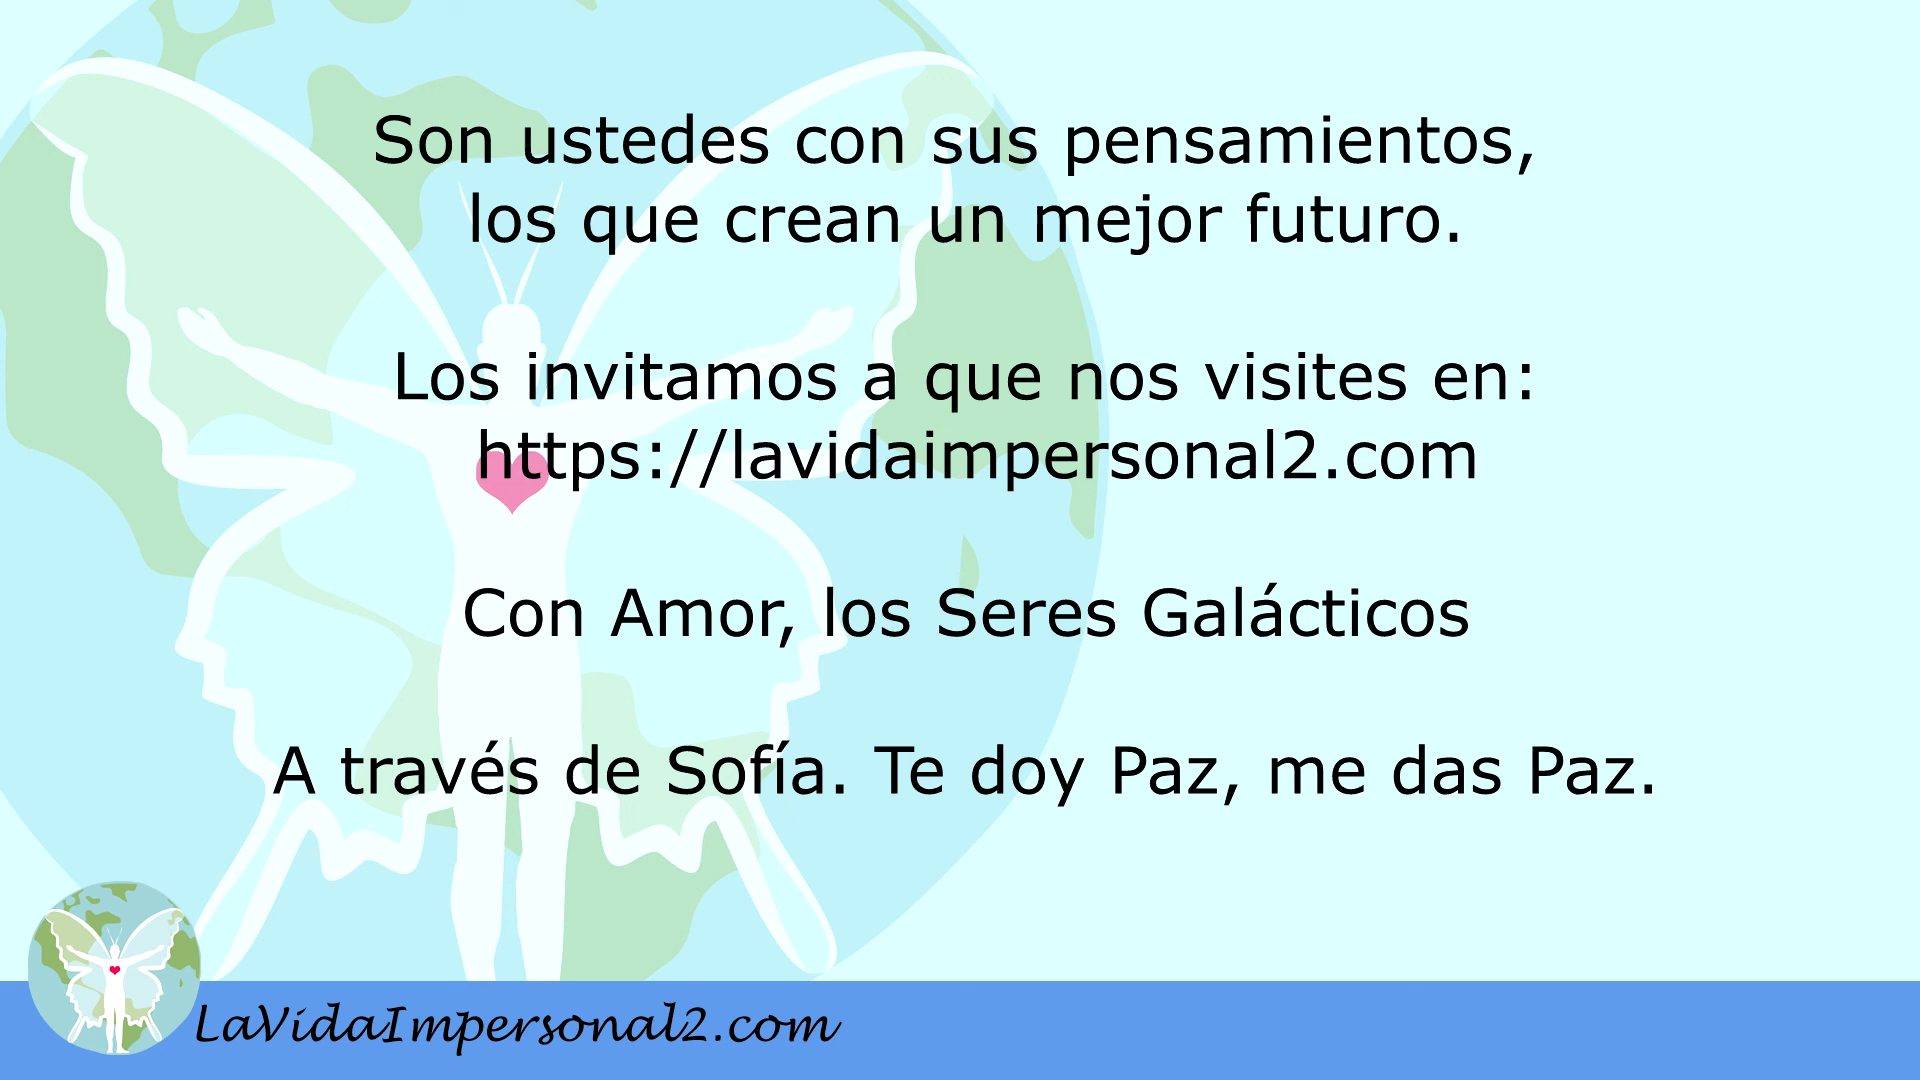 Son ustedes con sus pensamientos,
los que crean un mejor futuro.
Los invitamos a que nos visites en:
https://lavidaimpersonal2.com
Con Amor, los Seres Galácticos
A través de Sofía. Te doy Paz, me das Paz.
LaVidaImpersonal2.com